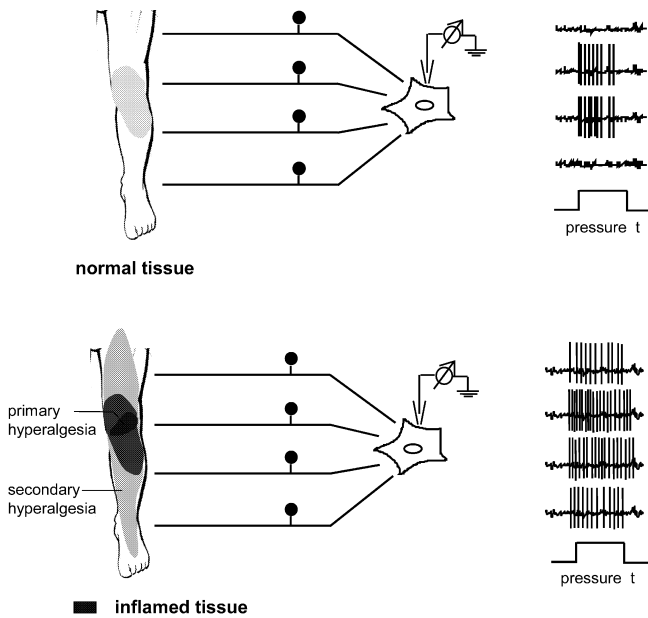 pressure t
normal tissue
primary
hyperalgesia
secondary
hyperalgesia
pressure t
inflamed tissue